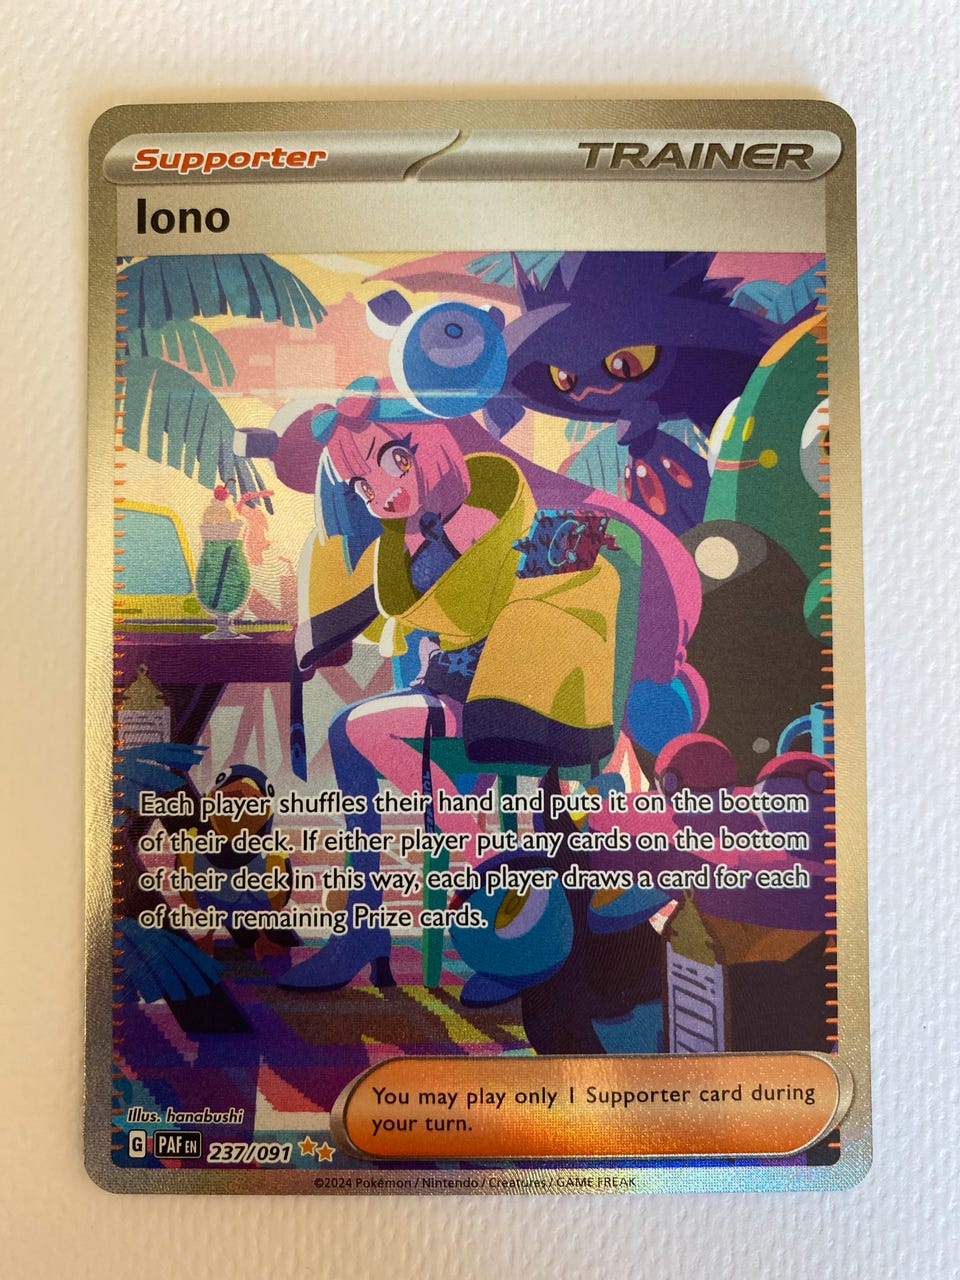 Supporter TRAINER
Iono
Each player shuffles their hand and puts it on the bottom
of their deck. If either player put any cards on the bottom
of their deck in this way, each player draws a card for each
of their remaining Prize cards.
You may play only 1 Supporter card during
your turn.
Illus. hanabushi
G PAF EN 237/091
©2024 Pokémon / Nintendo / Creatures / GAME FREAK